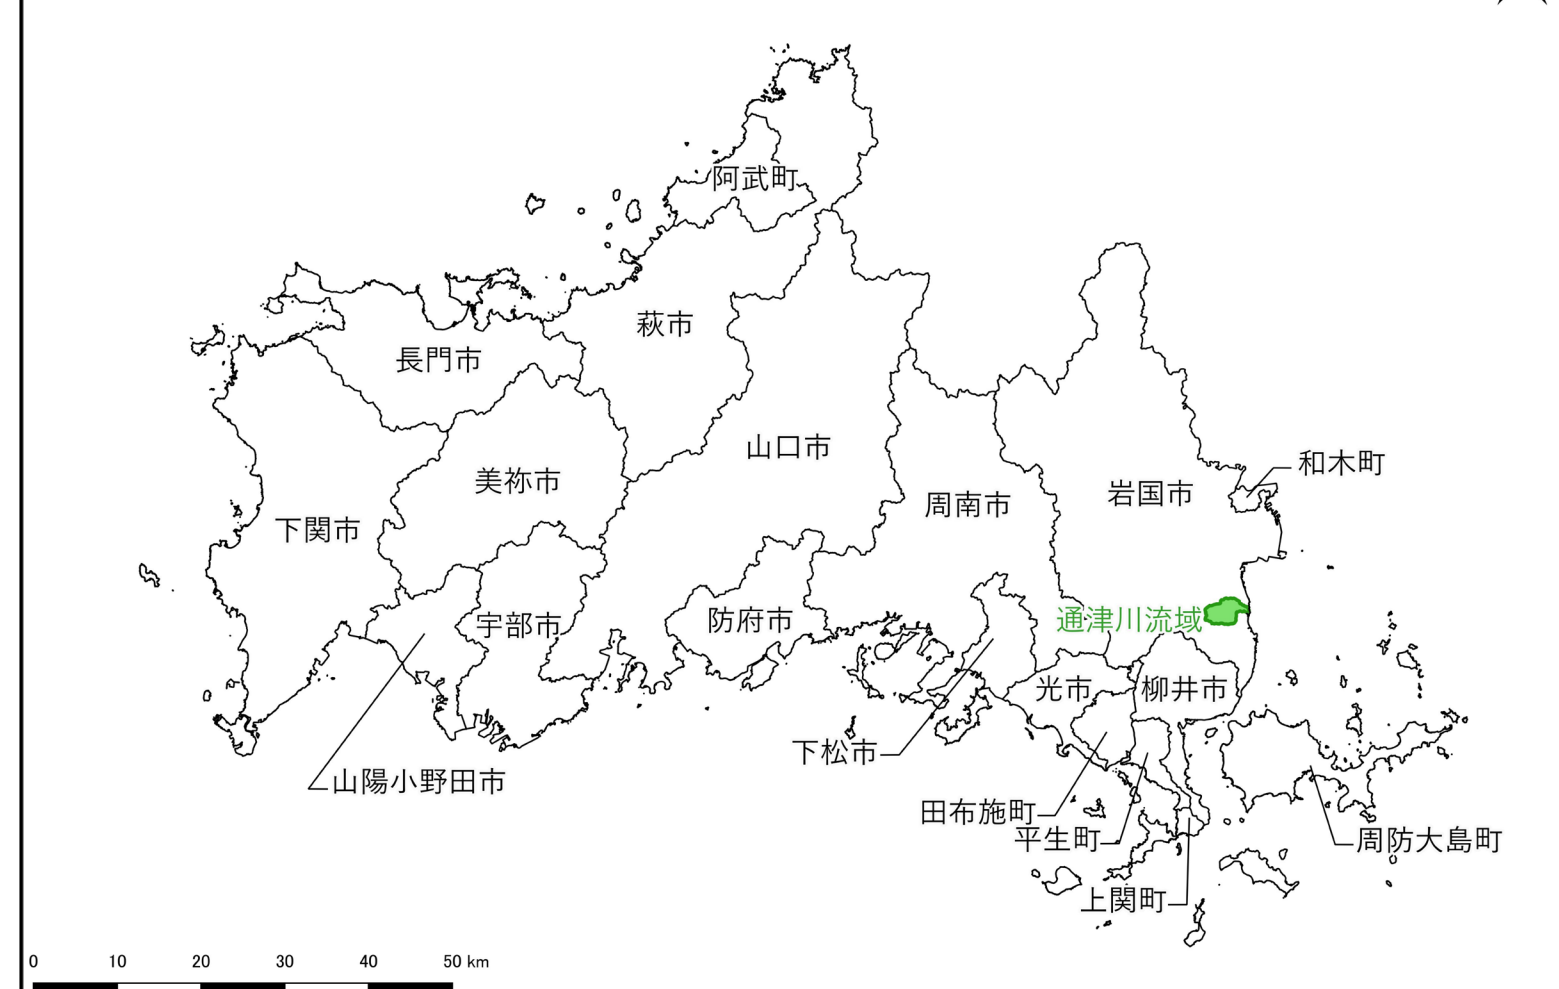 阿武町
萩市
長門市
山口市
和木町
美祢市
岩国市
周南市
下関市
宇部市
防府市
通津川流域
光市
柳井市
下松市
山陽小野田市
田布施町
平生町
周防大島町
上関町
0 10 20 30 40 50 km